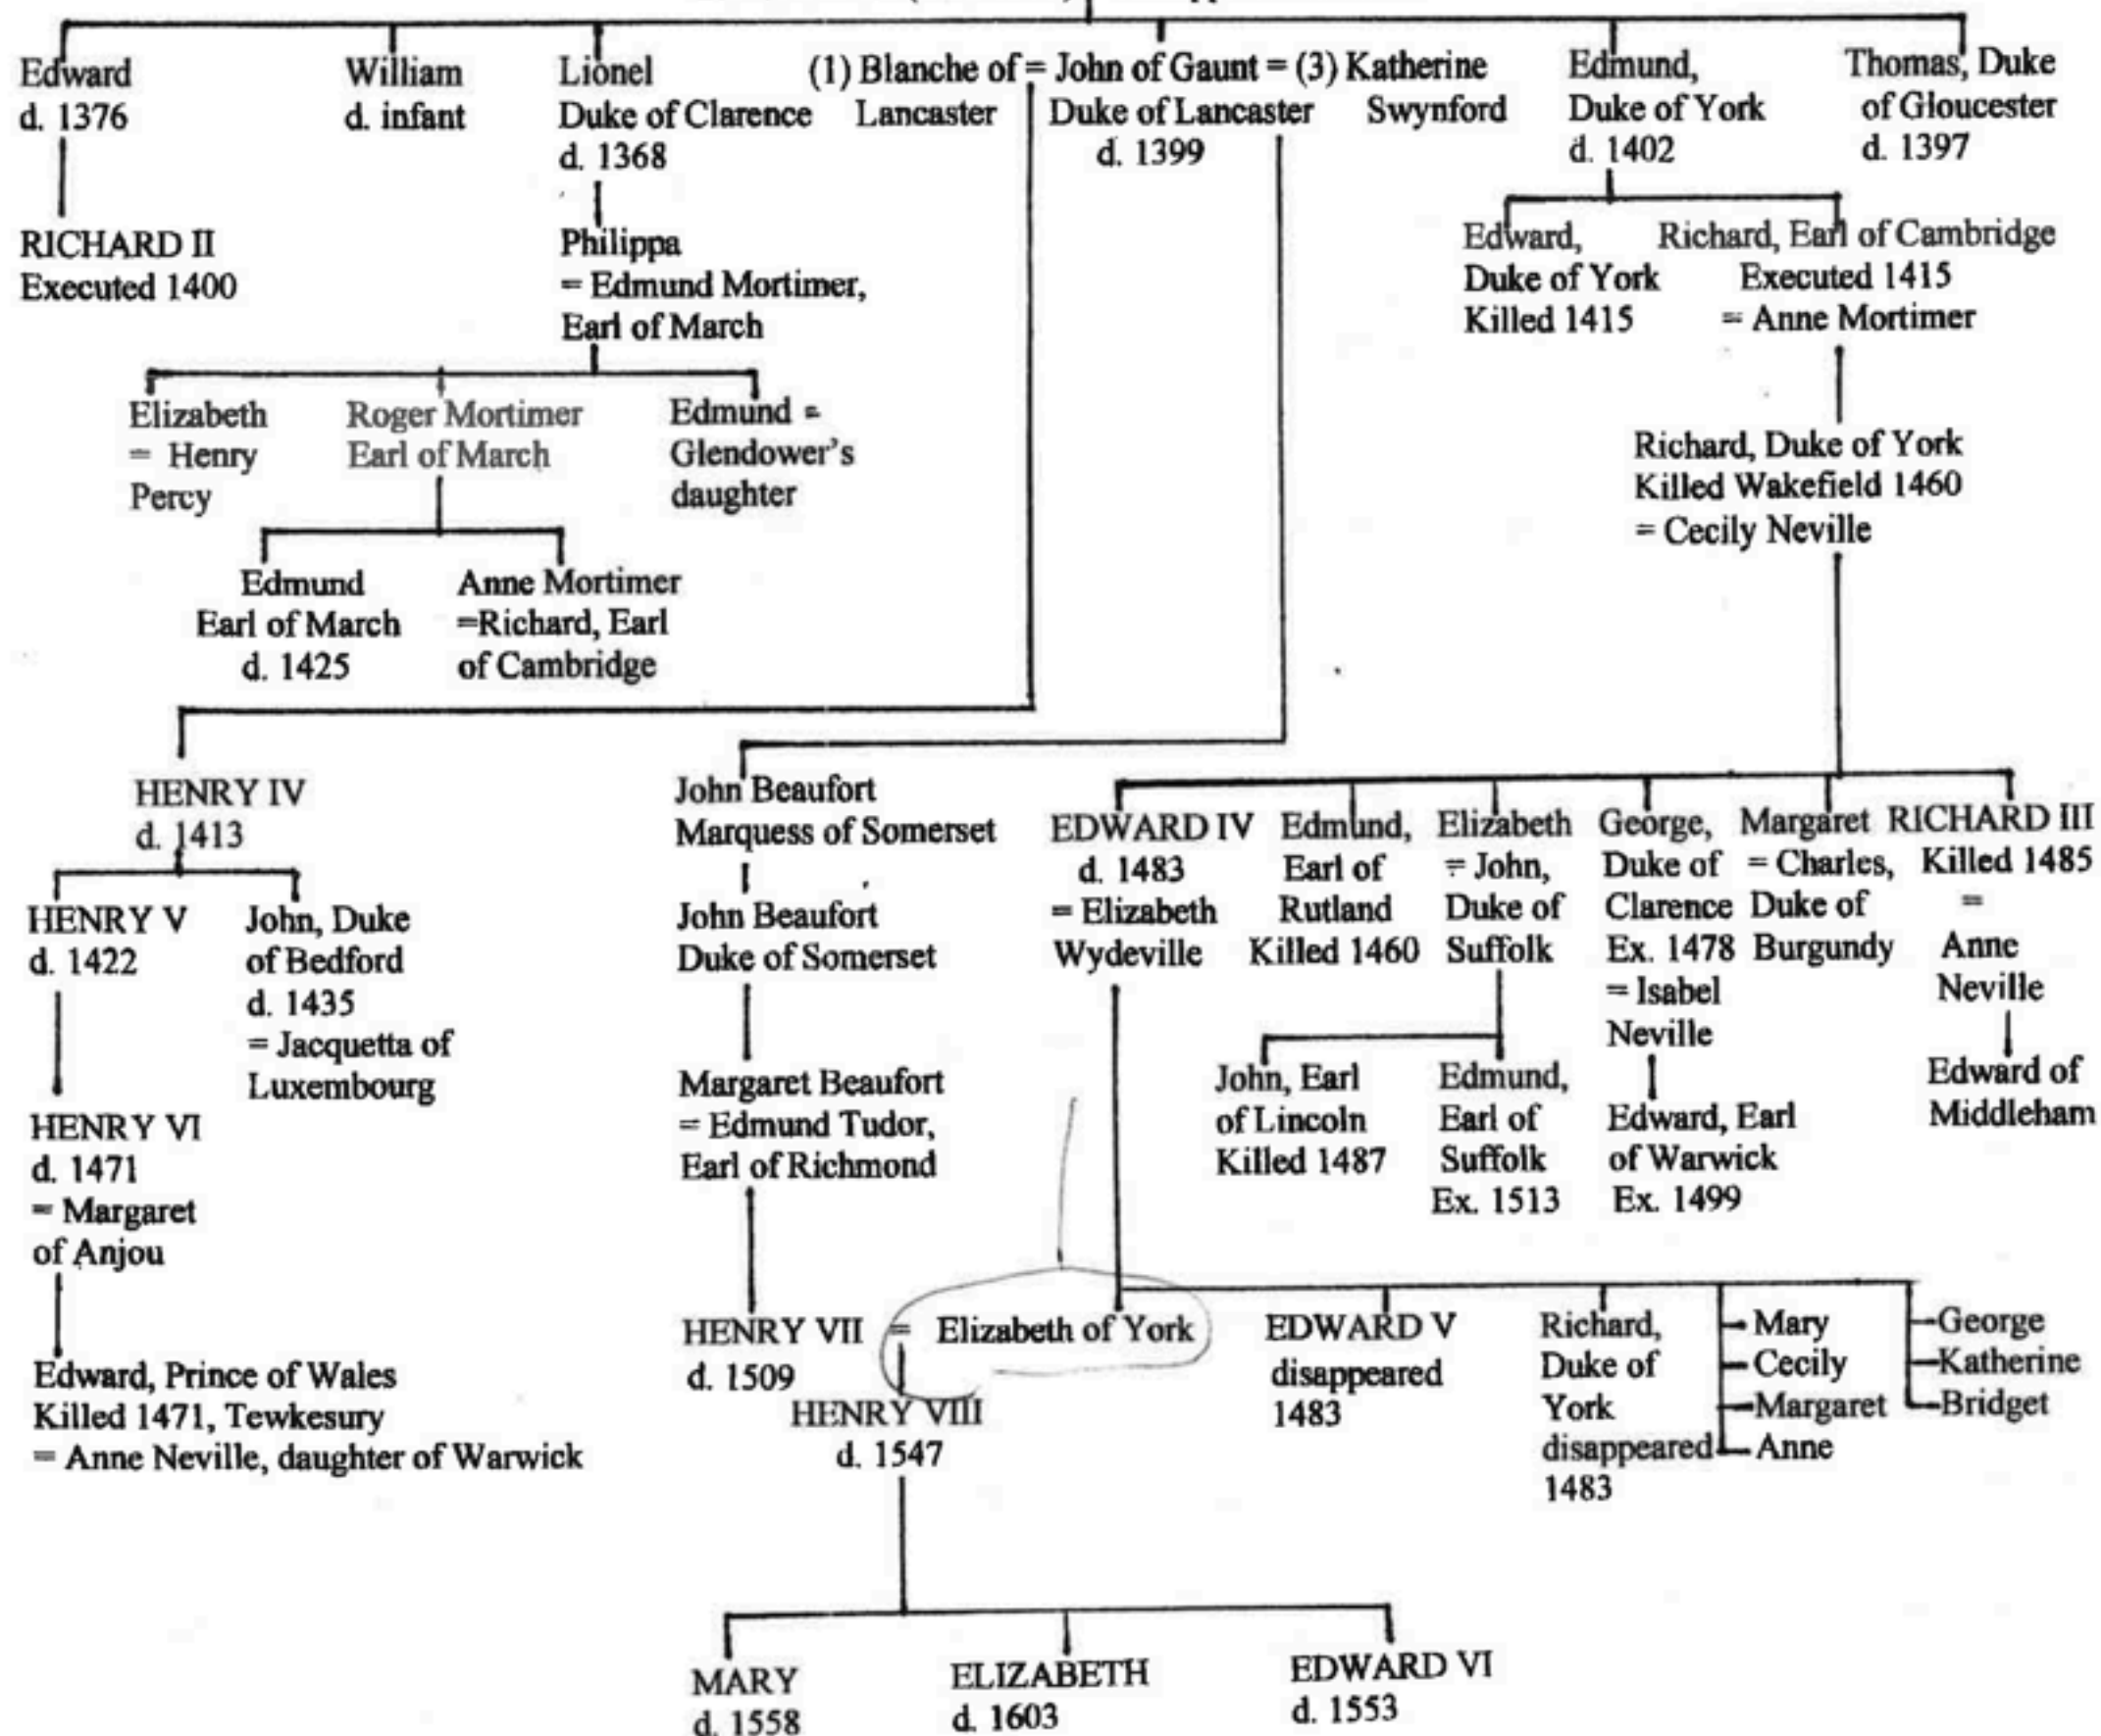 Edward
d. 1376
William
d. infant
Lionel
Duke of Clarence
d. 1368
(1) Blanche of = John of Gaunt = (3) Katherine
Lancaster
Duke of Lancaster
d. 1399
Swynford
Edmund,
Duke of York
d. 1402
Thomas, Duke
of Gloucester
d. 1397
RICHARD II
Executed 1400
Philippa
= Edmund Mortimer,
Earl of March
Edward,
Duke of York
Killed 1415
Richard, Earl of Cambridge
Executed 1415
= Anne Mortimer
Elizabeth
= Henry
Percy
Roger Mortimer
Earl of March
Edmund =
Glendower's
daughter
Richard, Duke of York
Killed Wakefield 1460
= Cecily Neville
Edmund
Earl of March
d. 1425
Anne Mortimer
=Richard, Earl
of Cambridge
HENRY IV
d. 1413
John Beaufort
Marquess of Somerset
EDWARD IV
d. 1483
= Elizabeth
Wydeville
Edmund,
Earl of
Rutland
Killed 1460
Elizabeth
= John,
Duke of
Suffolk
George,
Duke of
Clarence
Ex. 1478
= Isabel
Neville
Margaret
= Charles,
Duke of
Burgundy
RICHARD III
Killed 1485
=
Anne
Neville
HENRY V
d. 1422
John, Duke
of Bedford
d. 1435
= Jacquetta of
Luxembourg
John Beaufort
Duke of Somerset
Margaret Beaufort
= Edmund Tudor,
Earl of Richmond
John, Earl
of Lincoln
Killed 1487
Edmund,
Earl of
Suffolk
Ex. 1513
Edward, Earl
of Warwick
Ex. 1499
Edward of
Middleham
HENRY VI
d. 1471
= Margaret
of Anjou
HENRY VII = Elizabeth of York
d. 1509
EDWARD V
disappeared
1483
Richard,
Duke of
York
disappeared
1483
Mary
Cecily
Margaret
Anne
George
Katherine
Bridget
Edward, Prince of Wales
Killed 1471, Tewkesury
= Anne Neville, daughter of Warwick
HENRY VIII
d. 1547
MARY
d. 1558
ELIZABETH
d. 1603
EDWARD VI
d. 1553